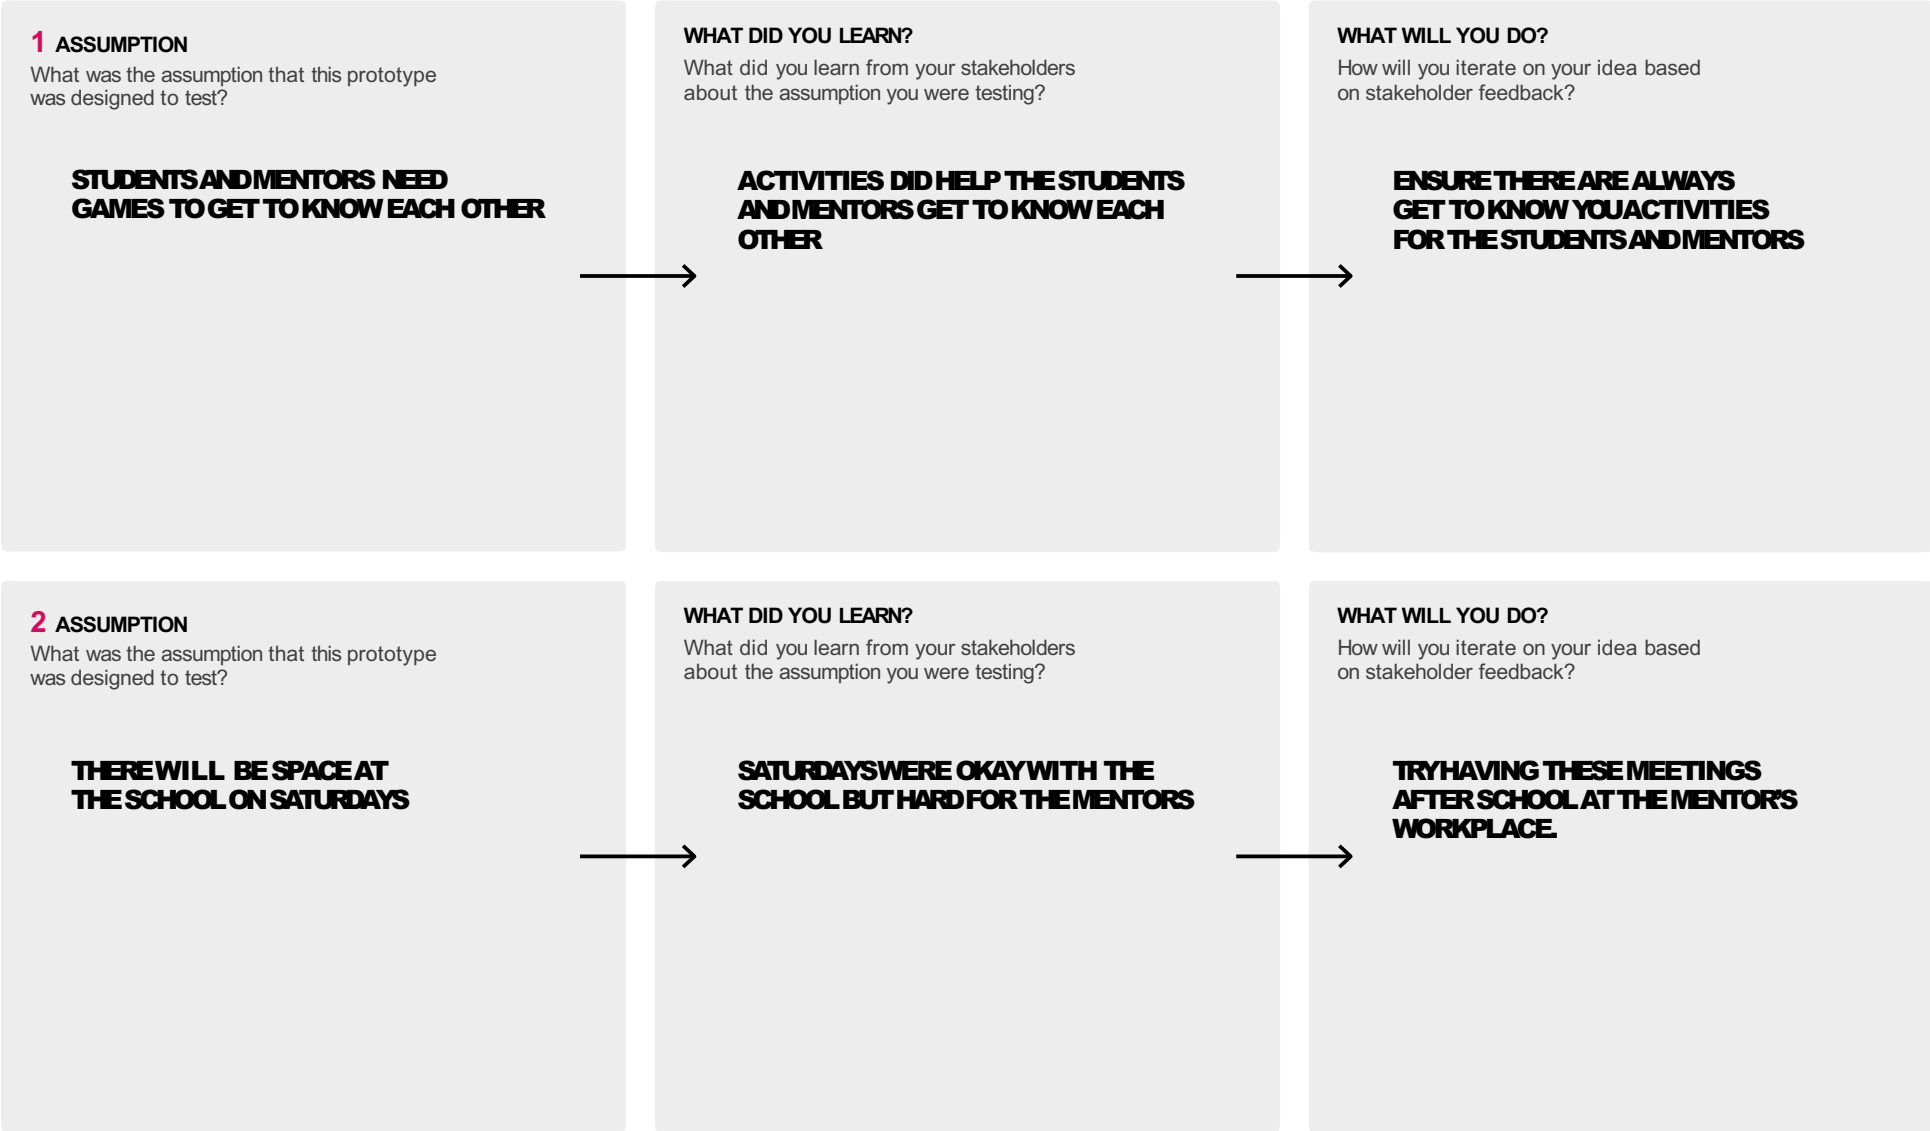 1 ASSUMPTION
What was the assumption that this prototype
was designed to test?
STUDENTS AND MENTORS NEED
GAMES TO GET TO KNOW EACH OTHER
WHAT DID YOU LEARN?
What did you learn from your stakeholders
about the assumption you were testing?
ACTIVITIES DID HELP THE STUDENTS
AND MENTORS GET TO KNOW EACH
OTHER
WHAT WILL YOU DO?
How will you iterate on your idea based
on stakeholder feedback?
ENSURE THERE ARE ALWAYS
GET TO KNOW YOU ACTIVITIES
FOR THE STUDENTS AND MENTORS
2 ASSUMPTION
What was the assumption that this prototype
was designed to test?
THERE WILL BE SPACE AT
THE SCHOOL ON SATURDAYS
WHAT DID YOU LEARN?
What did you learn from your stakeholders
about the assumption you were testing?
SATURDAYS WERE OKAY WITH THE
SCHOOL BUT HARD FOR THE MENTORS
WHAT WILL YOU DO?
How will you iterate on your idea based
on stakeholder feedback?
TRY HAVING THESE MEETINGS
AFTER SCHOOL AT THE MENTOR'S
WORKPLACE.